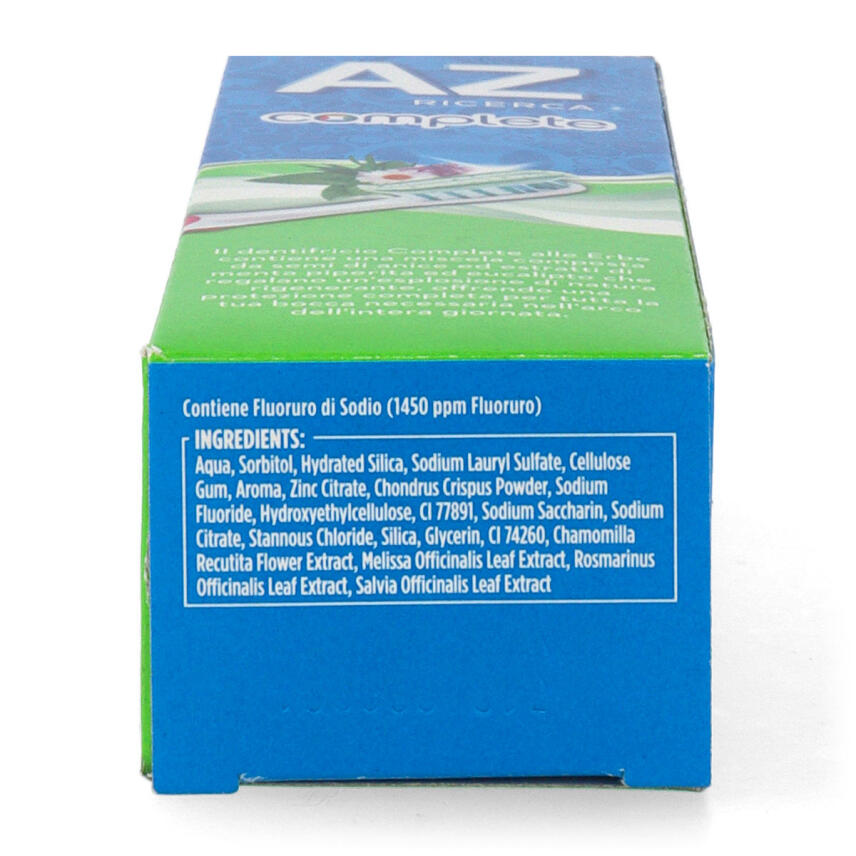 AZ
RICERCA
complete
Il dentifricio Complete alle Erbe
contiene una miscela composta
da semi di anice ed estratti di
menta piperita ed eucalipto che
regalano un'esplosione di natura
rigenerante offrendo una
protezione completa per tutta la
tua bocca necessaria nell'arco
dell'intera giornata.
Contiene Fluoruro di Sodio (1450 ppm Fluoruro)
INGREDIENTS:
Aqua, Sorbitol, Hydrated Silica, Sodium Lauryl Sulfate, Cellulose
Gum, Aroma, Zinc Citrate, Chondrus Crispus Powder, Sodium
Fluoride, Hydroxyethylcellulose, CI 77891, Sodium Saccharin, Sodium
Citrate, Stannous Chloride, Silica, Glycerin, CI 74260, Chamomilla
Recutita Flower Extract, Melissa Officinalis Leaf Extract, Rosmarinus
Officinalis Leaf Extract, Salvia Officinalis Leaf Extract